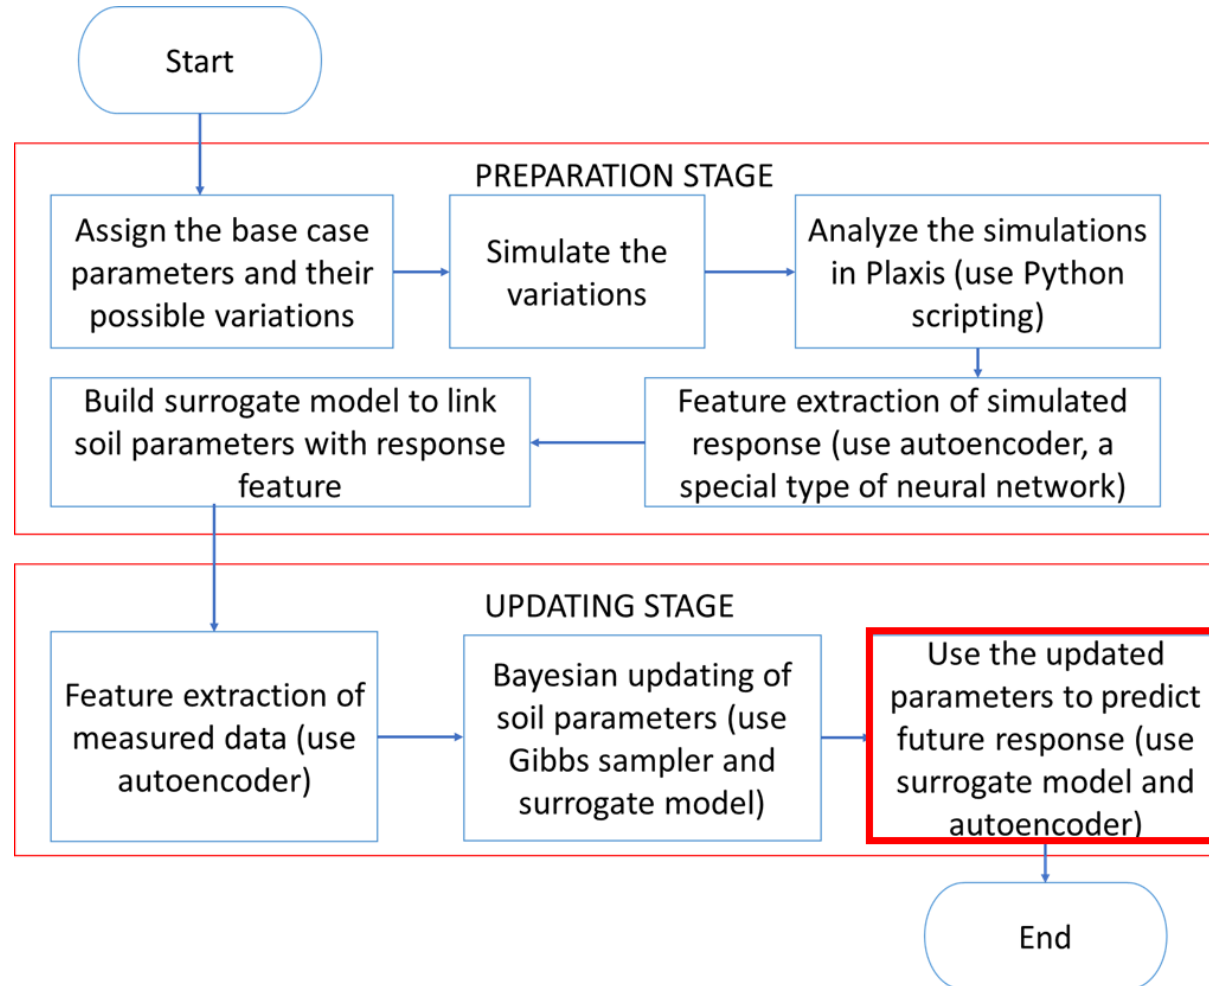 Start
PREPARATION STAGE
Assign the base case
parameters and their
possible variations
Simulate the
variations
Analyze the simulations
in Plaxis (use Python
scripting)
Feature extraction of simulated
response (use autoencoder, a
special type of neural network)
Build surrogate model to link
soil parameters with response
feature
UPDATING STAGE
Feature extraction of
measured data (use
autoencoder)
Bayesian updating of
soil parameters (use
Gibbs sampler and
surrogate model)
Use the updated
parameters to predict
future response (use
surrogate model and
autoencoder)
End